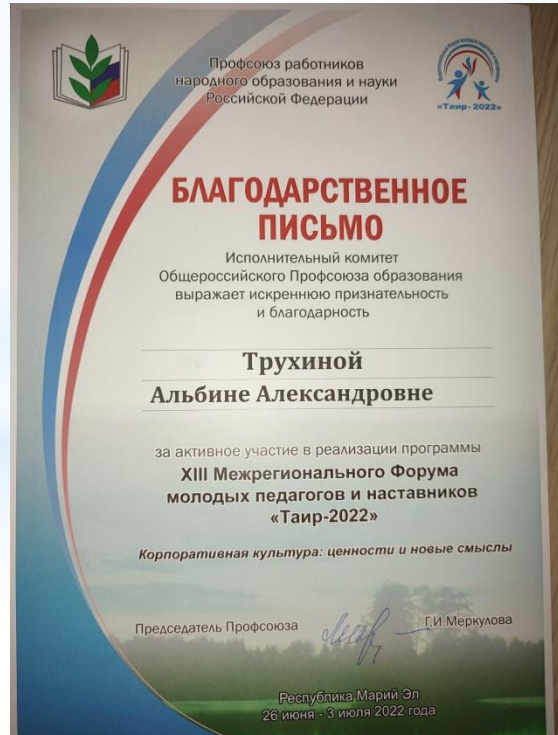 Профсоюз работников
народного образования и науки
Российской Федерации
«Таир-2022»
БЛАГОДАРСТВЕННОЕ
ПИСЬМО
Исполнительный комитет
Общероссийского Профсоюза образования
выражает искреннюю признательность
и благодарность
Трухиной
Альбине Александровне
за активное участие в реализации программы
XIII Межрегионального Форума
молодых педагогов и наставников
«Таир-2022»
Корпоративная культура: ценности и новые смыслы
Председатель Профсоюза Г.И.Меркулова
Республика Марий Эл
26 июня - 3 июля 2022 года